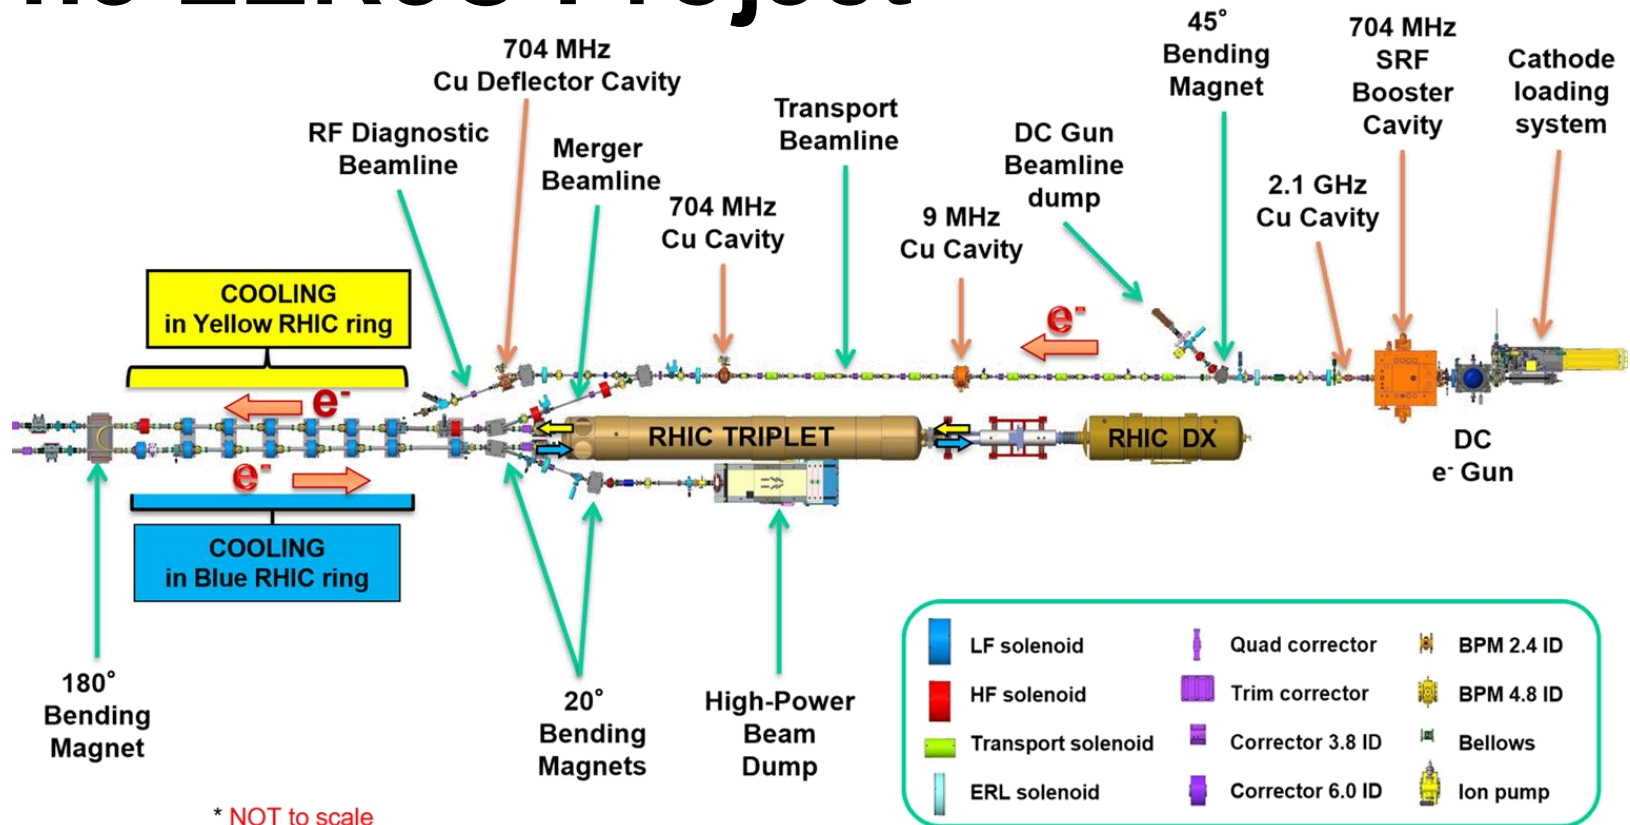 Project
704 MHz
Cu Deflector Cavity
RF Diagnostic
Beamline
Merger
Beamline
704 MHz
Cu Cavity
Transport
Beamline
9 MHz
Cu Cavity
DC Gun
Beamline
dump
45°
Bending
Magnet
2.1 GHz
Cu Cavity
704 MHz
SRF
Booster
Cavity
Cathode
loading
system
COOLING
in Yellow RHIC ring
e-
e-
e-
RHIC TRIPLET
RHIC DX
DC
e- Gun
COOLING
in Blue RHIC ring
180°
Bending
Magnet
20°
Bending
Magnets
High-Power
Beam
Dump
LF solenoid
HF solenoid
Transport solenoid
ERL solenoid
Quad corrector
Trim corrector
Corrector 3.8 ID
Corrector 6.0 ID
BPM 2.4 ID
BPM 4.8 ID
Bellows
Ion pump
* NOT to scale